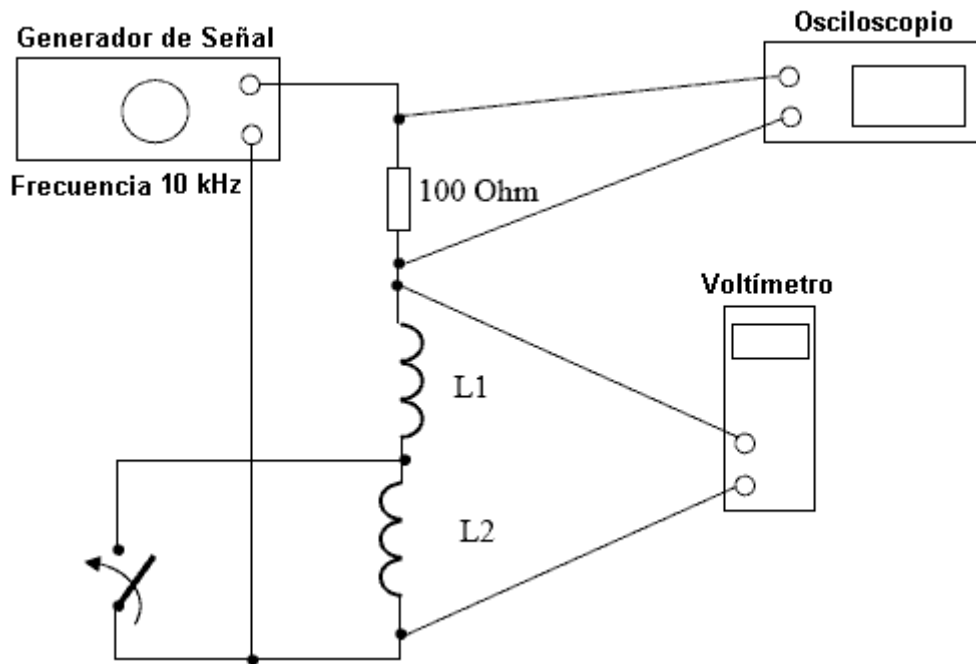 Osciloscopio
Generador de Señal
Frecuencia 10 kHz
100 Ohm
Voltímetro
L1
L2